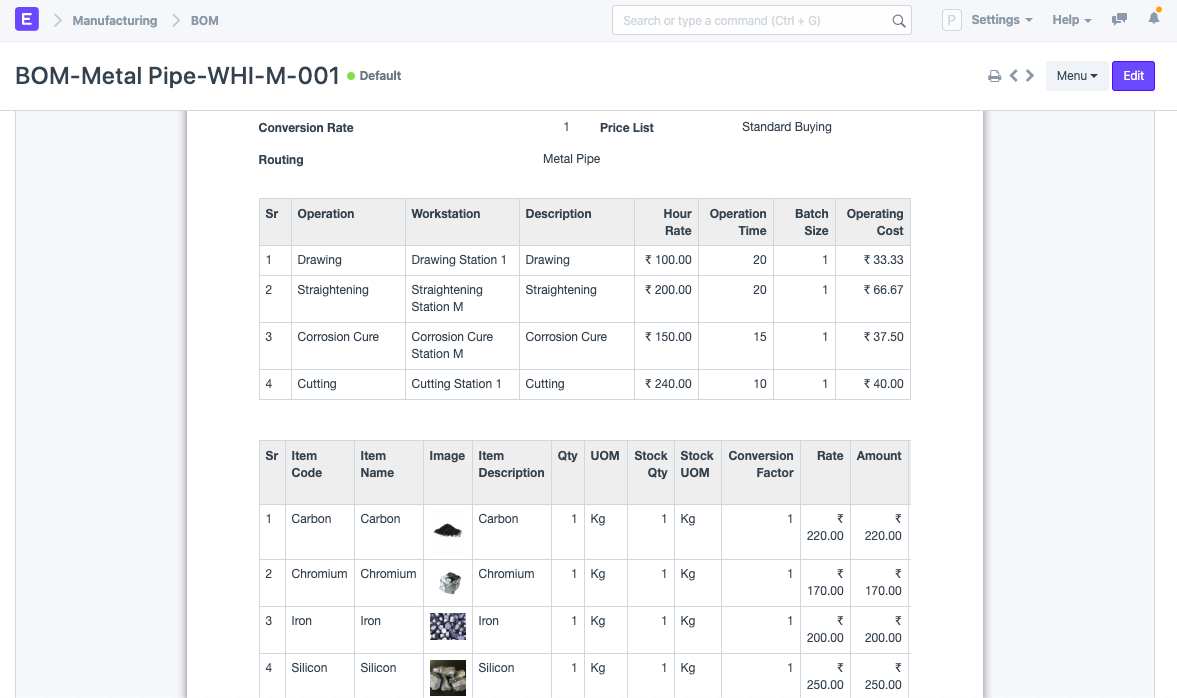 E Manufacturing BOM Search or type a command (Ctrl + G) P Settings Help
BOM-Metal Pipe-WHI-M-001 Default Menu Edit
Conversion Rate 1 Price List Standard Buying
Routing Metal Pipe
Sr Operation Workstation Description Hour Rate Operation Time Batch Size Operating Cost
1 Drawing Drawing Station 1 Drawing ₹ 100.00 20 1 ₹ 33.33
2 Straightening Straightening Station M Straightening ₹ 200.00 20 1 ₹ 66.67
3 Corrosion Cure Corrosion Cure Station M Corrosion Cure ₹ 150.00 15 1 ₹ 37.50
4 Cutting Cutting Station 1 Cutting ₹ 240.00 10 1 ₹ 40.00
Sr Item Code Item Name Image Item Description Qty UOM Stock Qty Stock UOM Conversion Factor Rate Amount
1 Carbon Carbon Carbon 1 Kg 1 Kg 1 ₹ 220.00 ₹ 220.00
2 Chromium Chromium Chromium 1 Kg 1 Kg 1 ₹ 170.00 ₹ 170.00
3 Iron Iron Iron 1 Kg 1 Kg 1 ₹ 200.00 ₹ 200.00
4 Silicon Silicon Silicon 1 Kg 1 Kg 1 ₹ 250.00 ₹ 250.00